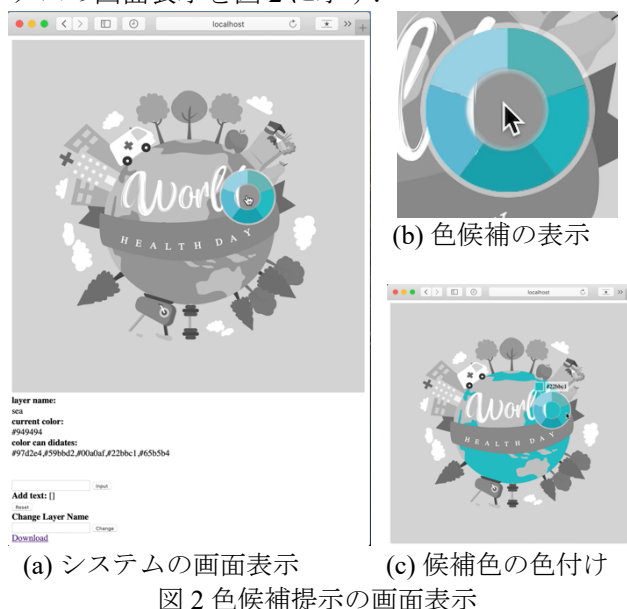 テムの画面表示を図2に示す．
localhost
World
HEALTH DAY
layer name:
sea
current color:
#949494
color can didates:
#97d2e4,#59bbd2,#00a0af,#22bbc1,#65b5b4
Input
Add text: []
Reset
Change Layer Name
Change
Download
(a) システムの画面表示
(b) 色候補の表示
localhost
#22bbc1
World
HEALTH DAY
(c) 候補色の色付け
図 2 色候補提示の画面表示